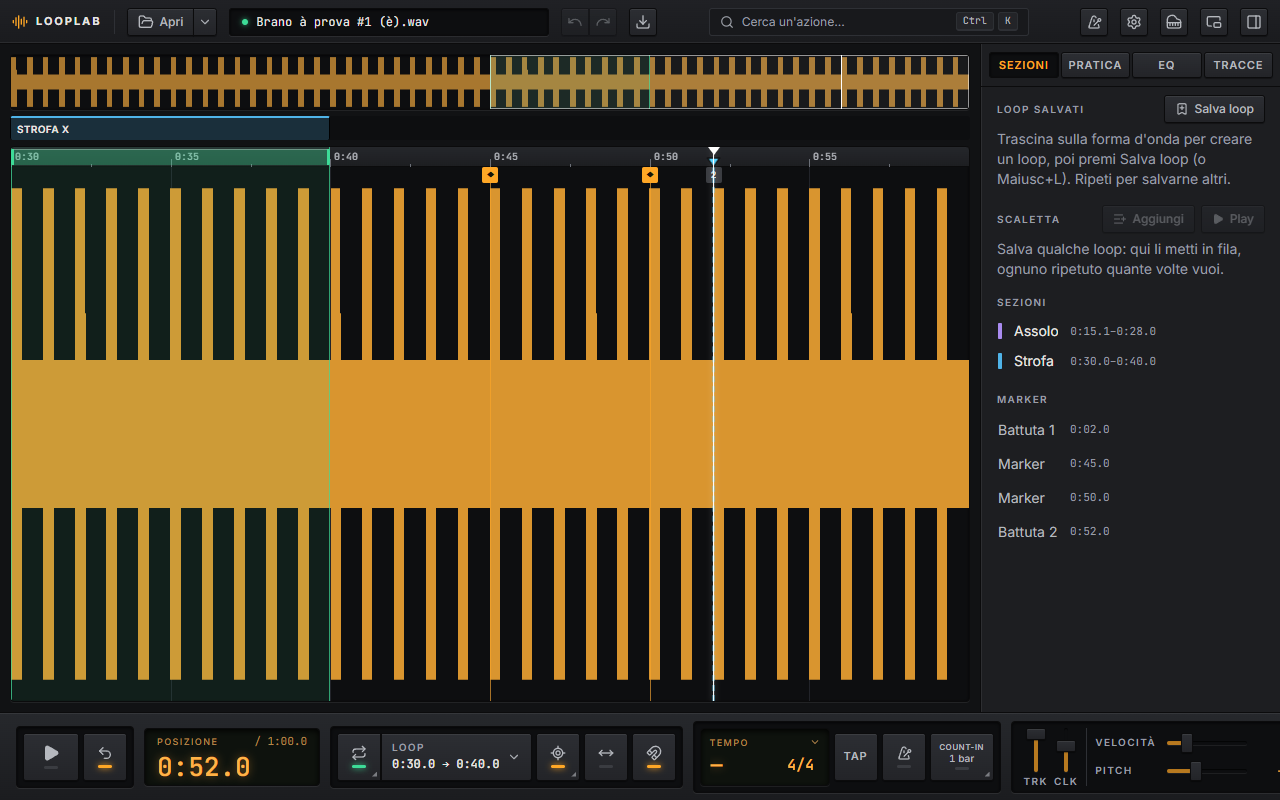 LOOPLAB
Apri
Brano à prova #1 (è).wav
Cerca un'azione...
Ctrl K
SEZIONI PRATICA EQ TRACCE
STROFA X
0:30 0:35 0:40 0:45 0:50 0:55
2
LOOP SALVATI
Salva loop
Trascina sulla forma d'onda per creare
un loop, poi premi Salva loop (o
Maiusc+L). Ripeti per salvarne altri.
SCALETTA
Aggiungi
Play
Salva qualche loop: qui li metti in fila,
ognuno ripetuto quante volte vuoi.
SEZIONI
Assolo 0:15.1–0:28.0
Strofa 0:30.0–0:40.0
MARKER
Battuta 1 0:02.0
Marker 0:45.0
Marker 0:50.0
Battuta 2 0:52.0
POSIZIONE / 1:00.0
0:52.0
LOOP
0:30.0 → 0:40.0
TEMPO
– 4/4
TAP
COUNT-IN
1 bar
TRK CLK
VELOCITÀ
PITCH